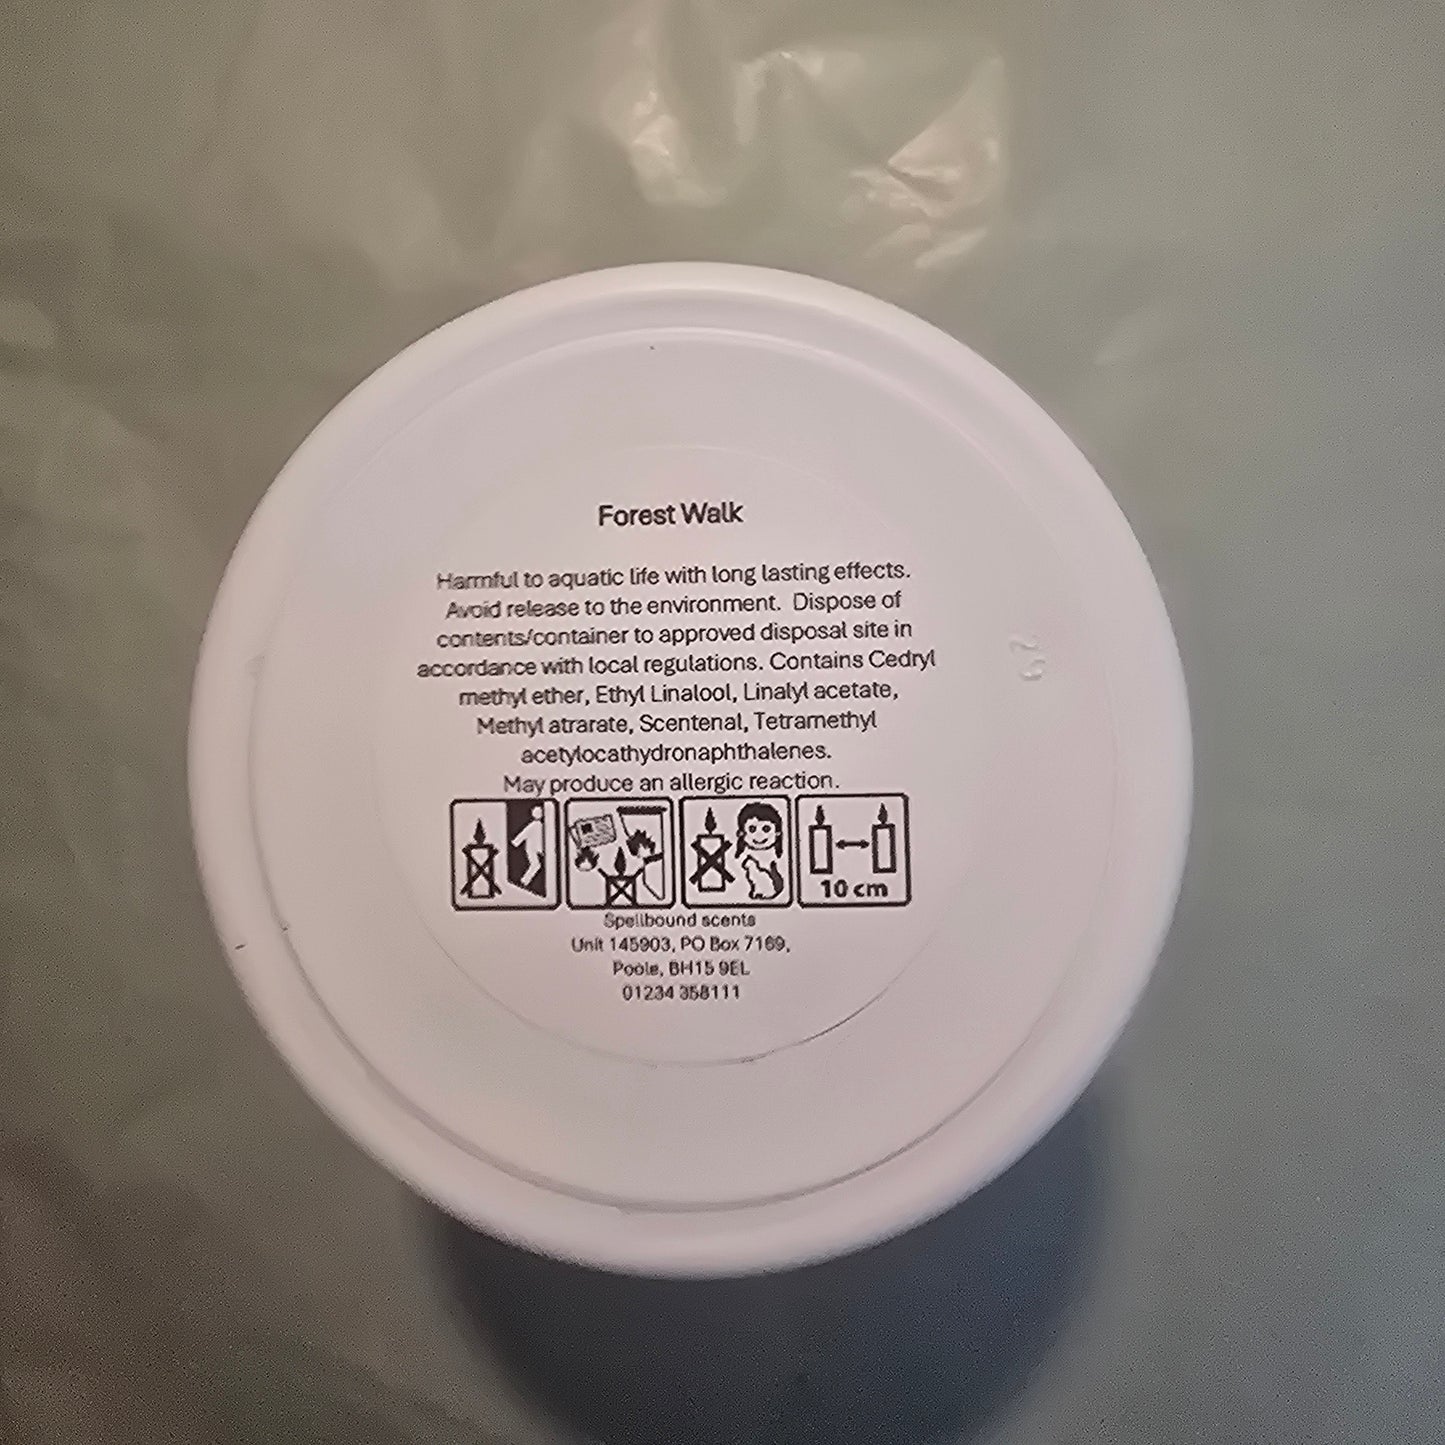 Forest Walk
Harmful to aquatic life with long lasting effects.
Avoid release to the environment. Dispose of
contents/container to approved disposal site in
accordance with local regulations. Contains Cedryl
methyl ether, Ethyl Linalool, Linalyl acetate,
Methyl atrarate, Scentenal, Tetramethyl
acetylocathydronaphthalenes.
May produce an allergic reaction.
10 cm
Spellbound scents
Unit 145903, PO Box 7169,
Poole, BH15 9EL
01234 358111